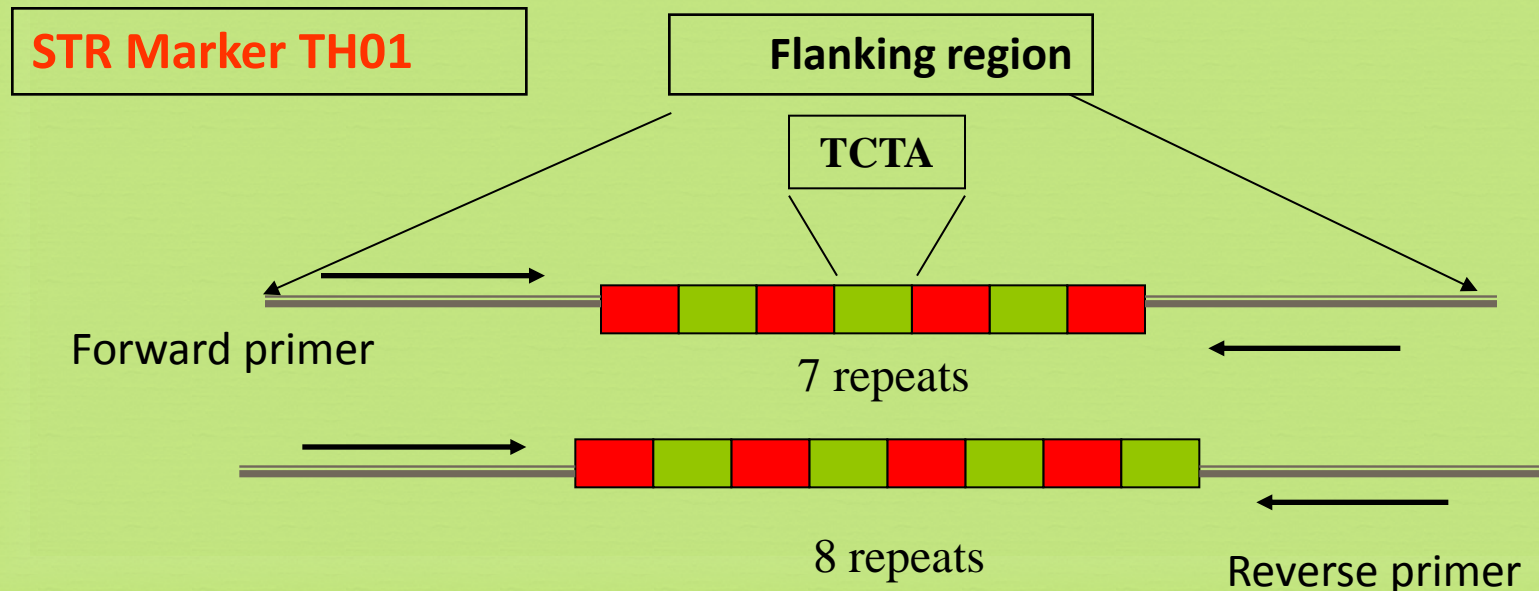 STR Marker TH01
Flanking region
TCTA
Forward primer
7 repeats
8 repeats
Reverse primer